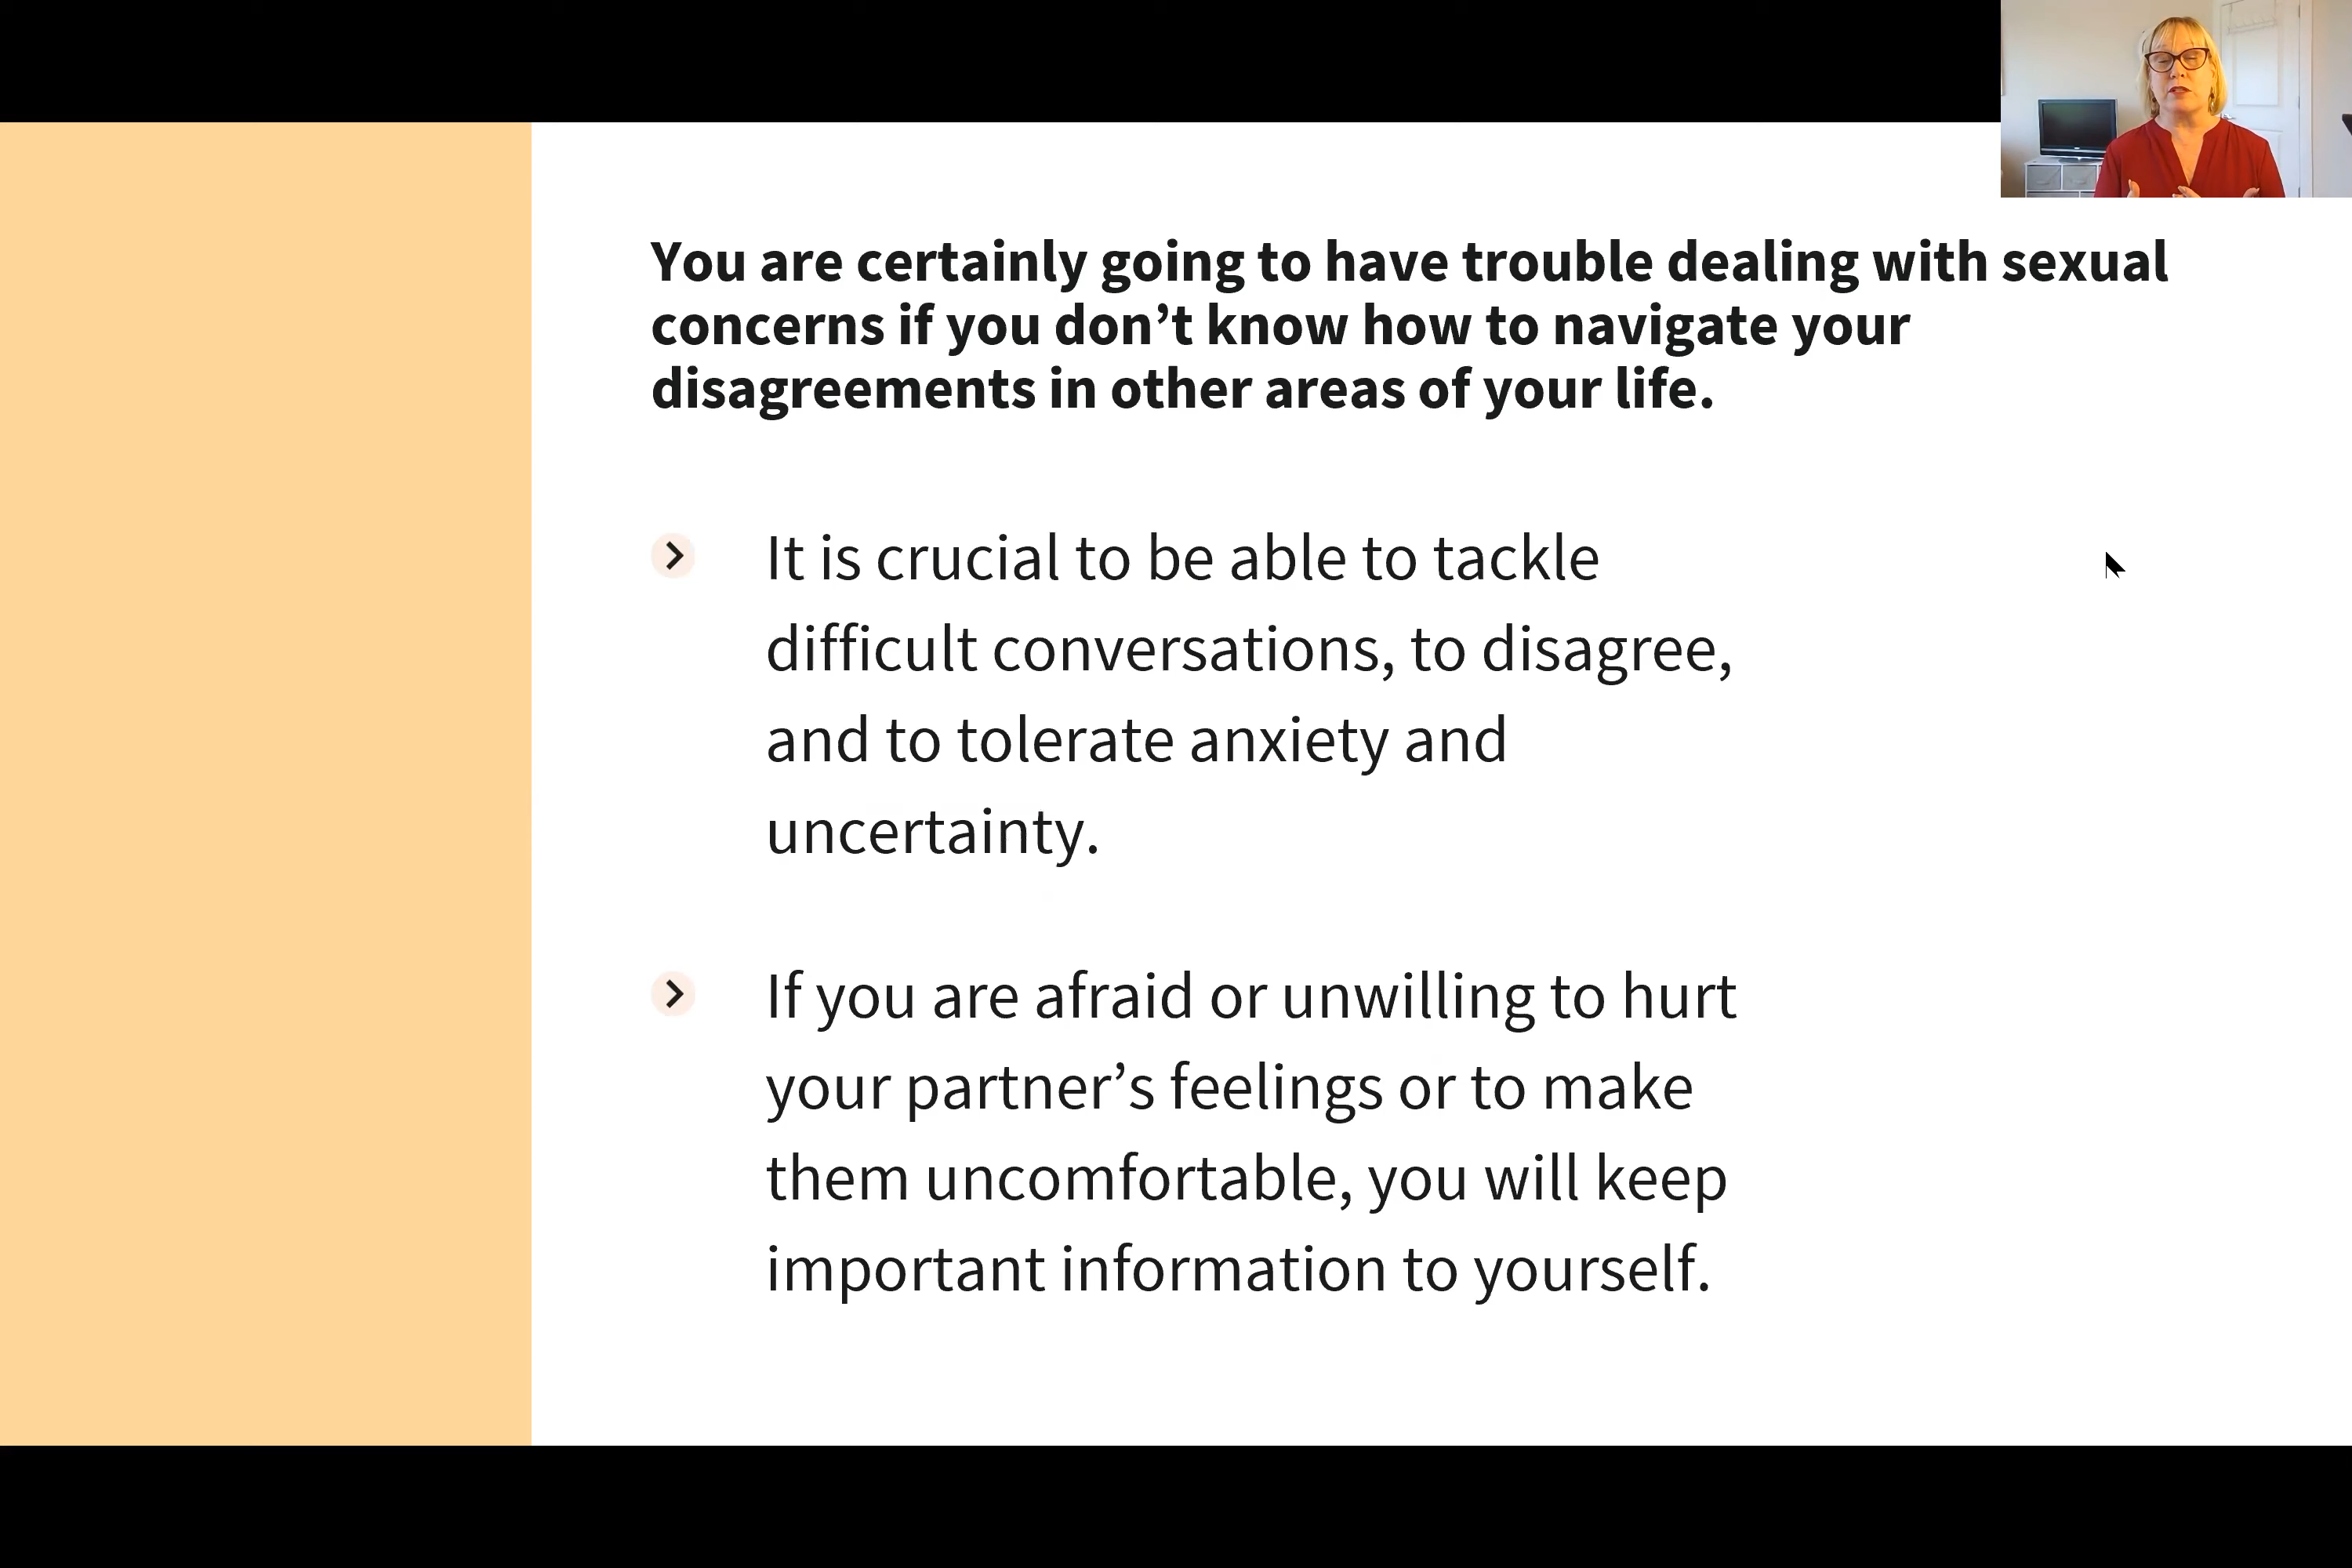 You are certainly going to have trouble dealing with sexual
concerns if you don’t know how to navigate your
disagreements in other areas of your life.
It is crucial to be able to tackle
difficult conversations, to disagree,
and to tolerate anxiety and
uncertainty.
If you are afraid or unwilling to hurt
your partner’s feelings or to make
them uncomfortable, you will keep
important information to yourself.